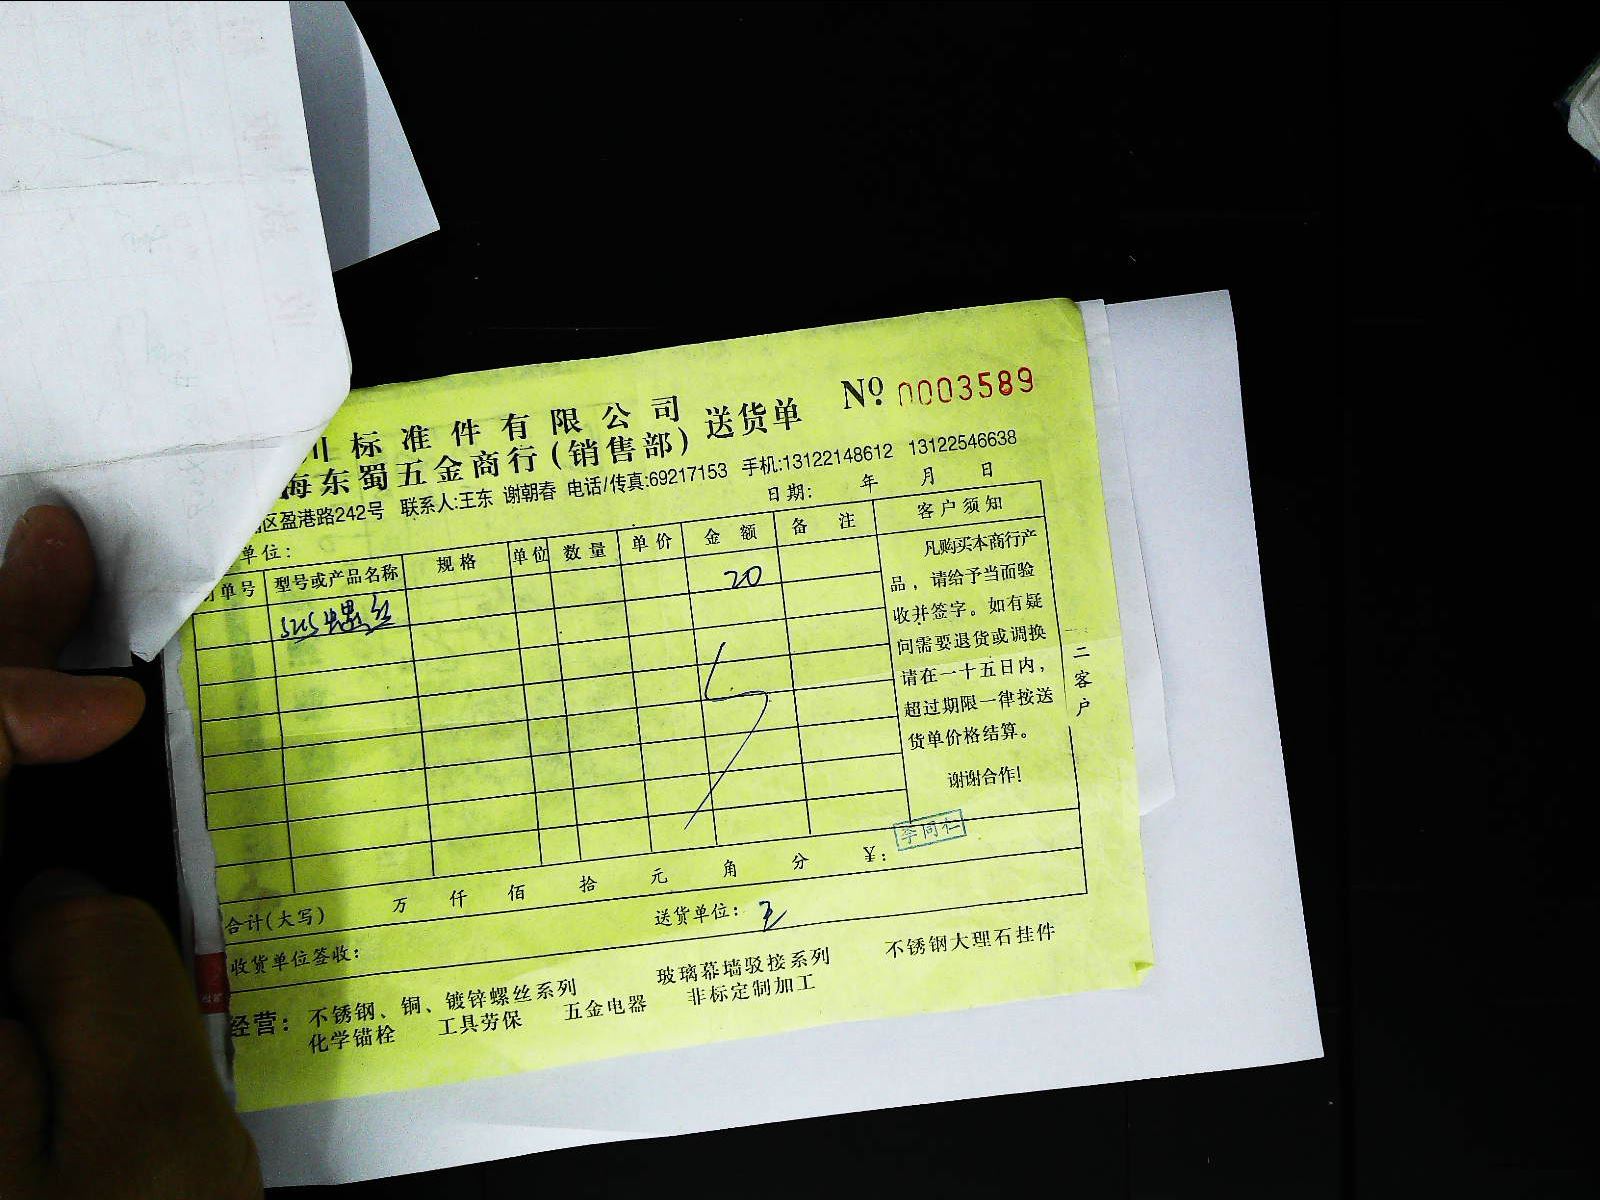 川标准件有限公司 送货单 Nº 0003589
海东蜀五金商行(销售部)
区盈港路242号 联系人:王东 谢朝春 电话/传真:69217153 手机:13122148612 13122546638
单位: 日期: 年 月 日
单号 型号或产品名称 规格 单位 数量 单价 金额 备注 客户须知
螺丝 20
凡购买本商行产
品，请给予当面验
收并签字。如有疑
问需要退货或调换
请在一十五日内，
超过期限一律按送
货单价格结算。
谢谢合作！
二客户
李同仁
合计(大写) 万 仟 佰 拾 元 角 分 ¥:
收货单位签收: 送货单位: 王
经营: 不锈钢、铜、镀锌螺丝系列 玻璃幕墙驳接系列 不锈钢大理石挂件
化学锚栓 工具劳保 五金电器 非标定制加工